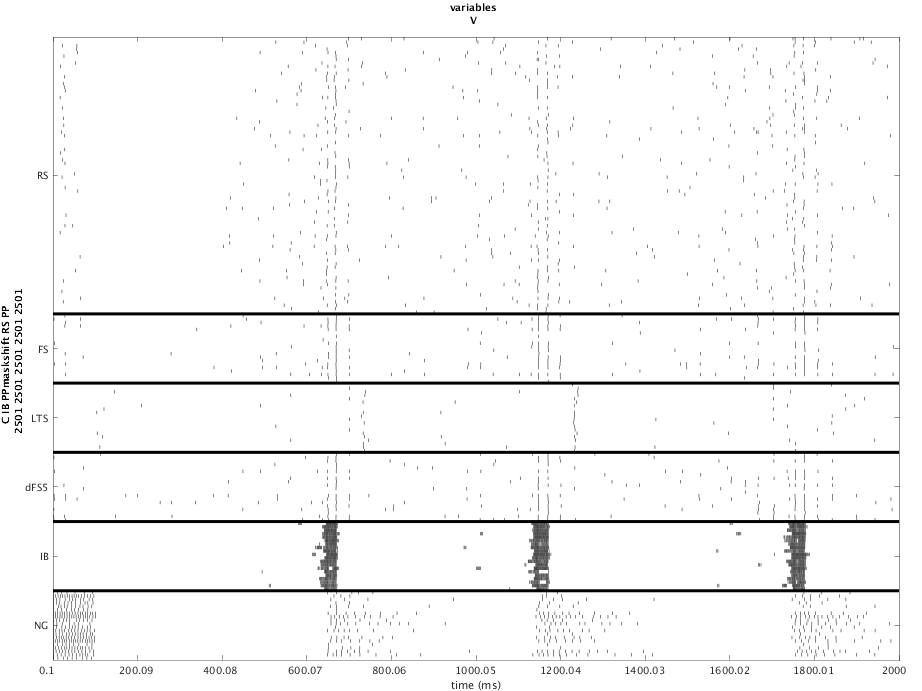 variables
V
C IB PPmaskshift RS PP
2501 2501 2501 2501 2501
RS
FS
LTS
dFS5
IB
NG
0.1 200.09 400.08 600.07 800.06 1000.05 1200.04 1400.03 1600.02 1800.01 2000
time (ms)